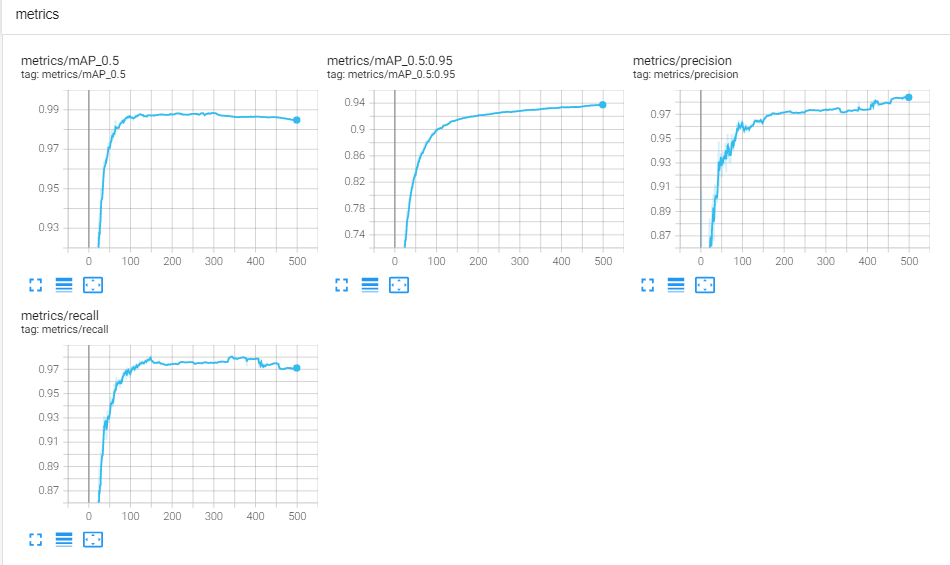 metrics
metrics/mAP_0.5
tag: metrics/mAP_0.5
0.99
0.97
0.95
0.93
0 100 200 300 400 500
metrics/mAP_0.5:0.95
tag: metrics/mAP_0.5:0.95
0.94
0.9
0.86
0.82
0.78
0.74
0 100 200 300 400 500
metrics/precision
tag: metrics/precision
0.97
0.95
0.93
0.91
0.89
0.87
0 100 200 300 400 500
metrics/recall
tag: metrics/recall
0.97
0.95
0.93
0.91
0.89
0.87
0 100 200 300 400 500